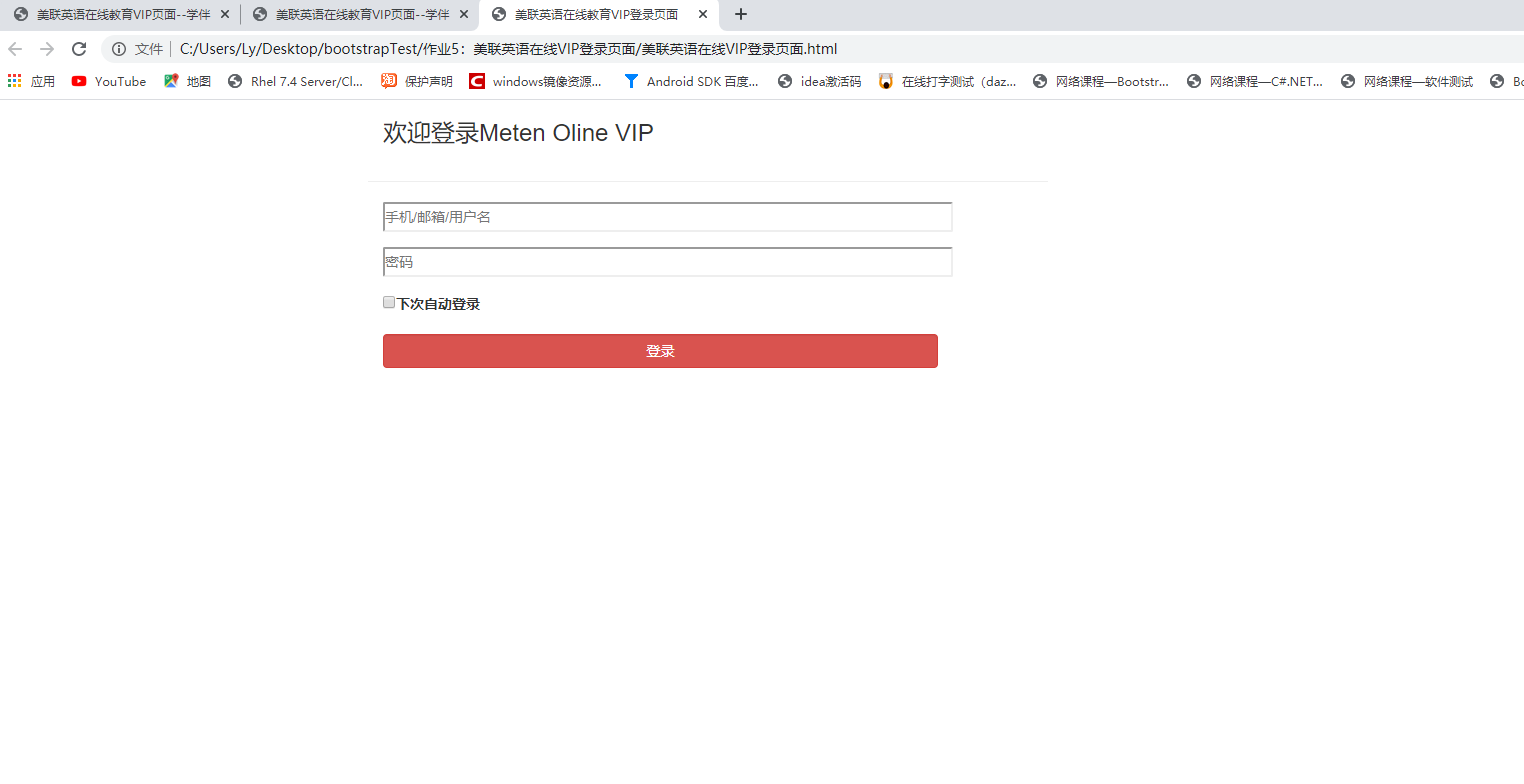 美联英语在线教育VIP页面--学伴 美联英语在线教育VIP页面--学伴 美联英语在线教育VIP登录页面
文件 C:/Users/Ly/Desktop/bootstrapTest/作业5：美联英语在线VIP登录页面/美联英语在线VIP登录页面.html
应用 YouTube 地图 Rhel 7.4 Server/Cl... 淘 保护声明 windows镜像资源... Android SDK 百度... idea激活码 在线打字测试（daz... 网络课程—Bootstr... 网络课程—C#.NET... 网络课程—软件测试 Bo
欢迎登录Meten Oline VIP
手机/邮箱/用户名
密码
下次自动登录
登录